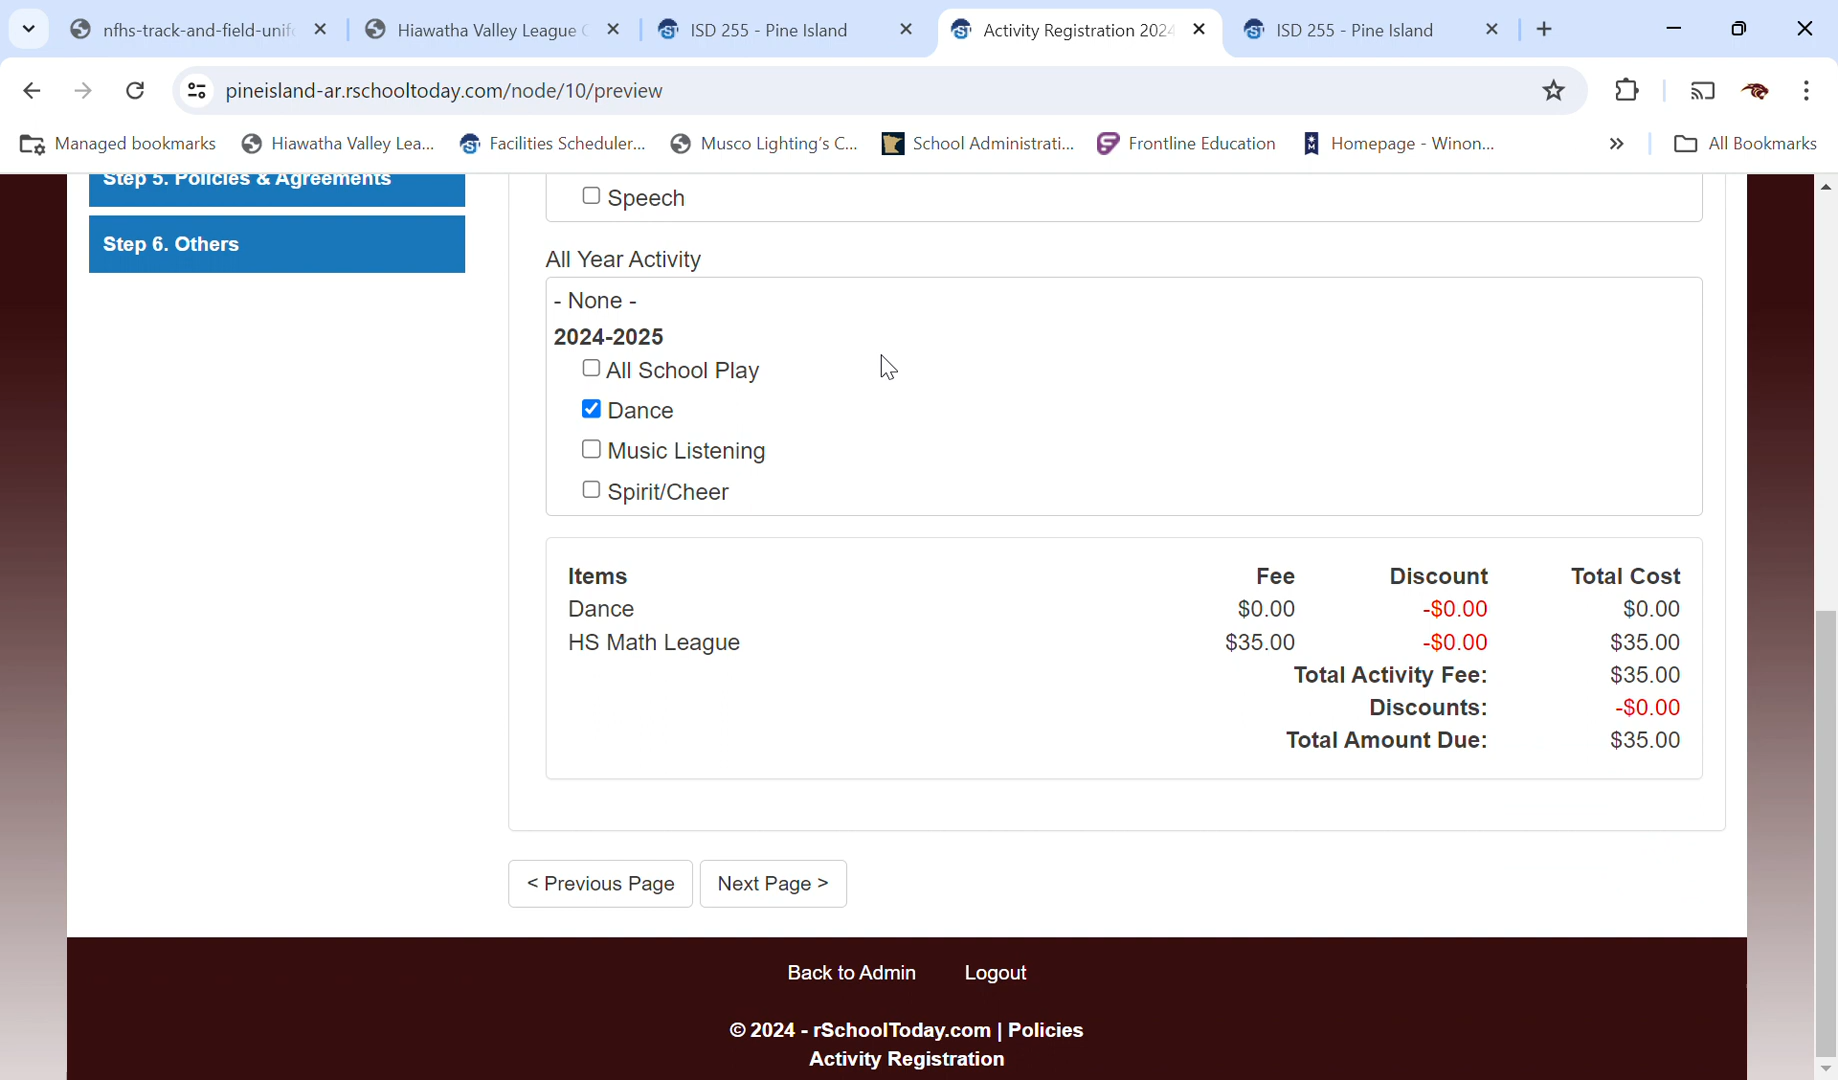 nfhs-track-and-field-unif
Hiawatha Valley League C
ISD 255 - Pine Island
Activity Registration 2024
ISD 255 - Pine Island
pineisland-ar.rschooltoday.com/node/10/preview
Managed bookmarks
Hiawatha Valley Lea...
Facilities Scheduler...
Musco Lighting's C...
School Administrati...
Frontline Education
Homepage - Winon...
All Bookmarks
Step 5. Policies & Agreements
Step 6. Others
Speech
All Year Activity
- None -
2024-2025
All School Play
Dance
Music Listening
Spirit/Cheer
Items Fee Discount Total Cost
Dance $0.00 -$0.00 $0.00
HS Math League $35.00 -$0.00 $35.00
Total Activity Fee: $35.00
Discounts: -$0.00
Total Amount Due: $35.00
< Previous Page
Next Page >
Back to Admin Logout
© 2024 - rSchoolToday.com | Policies
Activity Registration